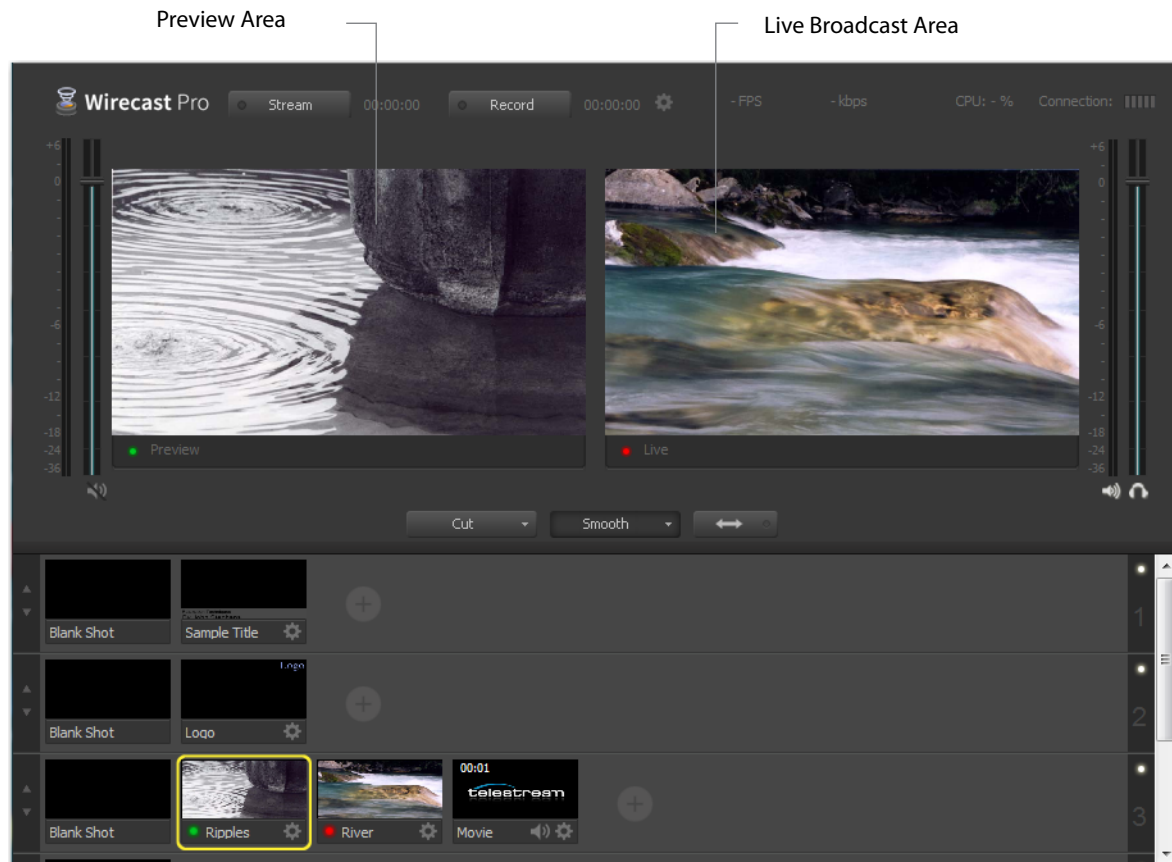 Preview Area
Live Broadcast Area
Wirecast Pro
Stream
00:00:00
Record
00:00:00
- FPS
- kbps
CPU: - %
Connection:
+6
0
-6
-12
-18
-24
-36
+6
0
-6
-12
-18
-24
-36
Preview
Live
Cut
Smooth
Blank Shot
Sample Title
1
Logo
Blank Shot
Logo
2
00:01
telestream
Blank Shot
Ripples
River
Movie
3